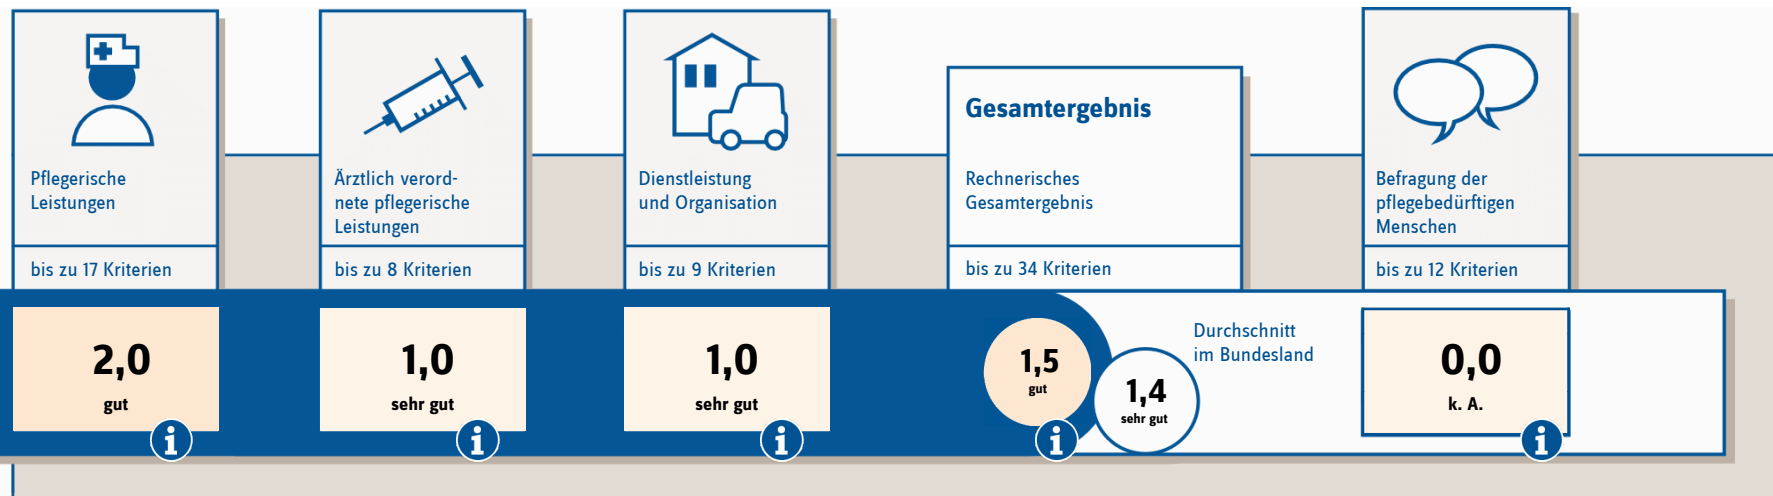 Pflegerische
Leistungen
bis zu 17 Kriterien
2,0
gut
i
Ärztlich verord-
nete pflegerische
Leistungen
bis zu 8 Kriterien
1,0
sehr gut
i
Dienstleistung
und Organisation
bis zu 9 Kriterien
1,0
sehr gut
i
Gesamtergebnis
Rechnerisches
Gesamtergebnis
bis zu 34 Kriterien
1,5
gut
i
Durchschnitt
im Bundesland
1,4
sehr gut
Befragung der
pflegebedürftigen
Menschen
bis zu 12 Kriterien
0,0
k. A.
i